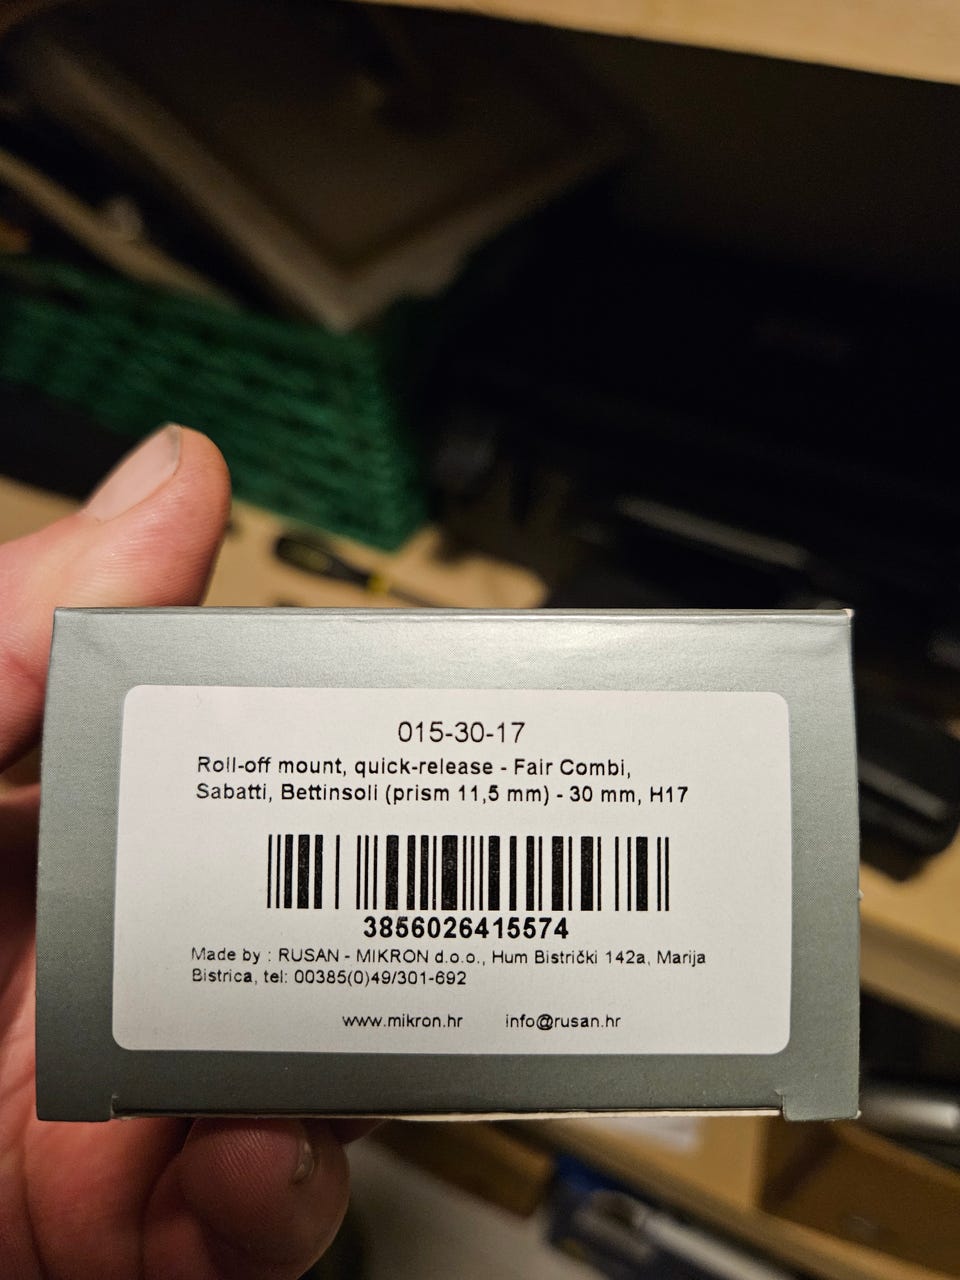 015-30-17
Roll-off mount, quick-release - Fair Combi,
Sabatti, Bettinsoli (prism 11,5 mm) - 30 mm, H17
3856026415574
Made by : RUSAN - MIKRON d.o.o., Hum Bistrički 142a, Marija
Bistrica, tel: 00385(0)49/301-692
www.mikron.hr info@rusan.hr